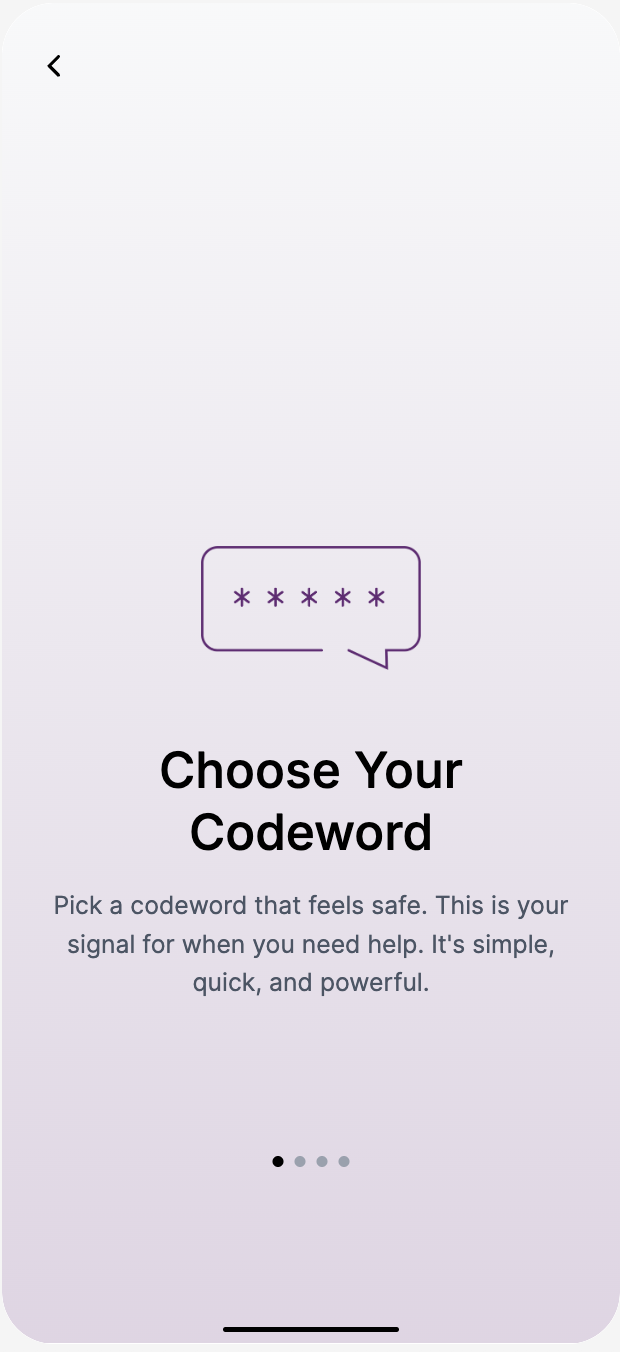 * * * * *
Choose Your
Codeword
Pick a codeword that feels safe. This is your
signal for when you need help. It's simple,
quick, and powerful.